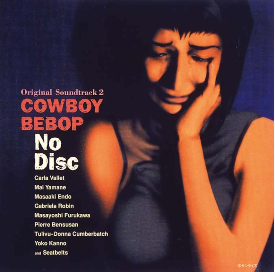 Original Soundtrack 2
COWBOY
BEBOP
No
Disc
Carla Vallet
Mai Yamane
Masaaki Endo
Gabriela Robin
Masayoshi Furukawa
Pierre Bensusan
Tulivu-Donna Cumberbatch
Yoko Kanno
and Seatbelts